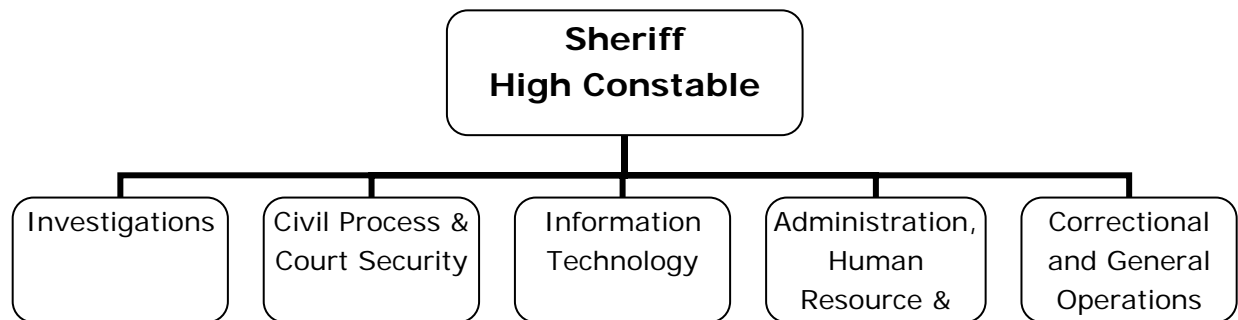 Sheriff
High Constable
Investigations
Civil Process &
Court Security
Information
Technology
Administration,
Human
Resource &
Correctional
and General
Operations